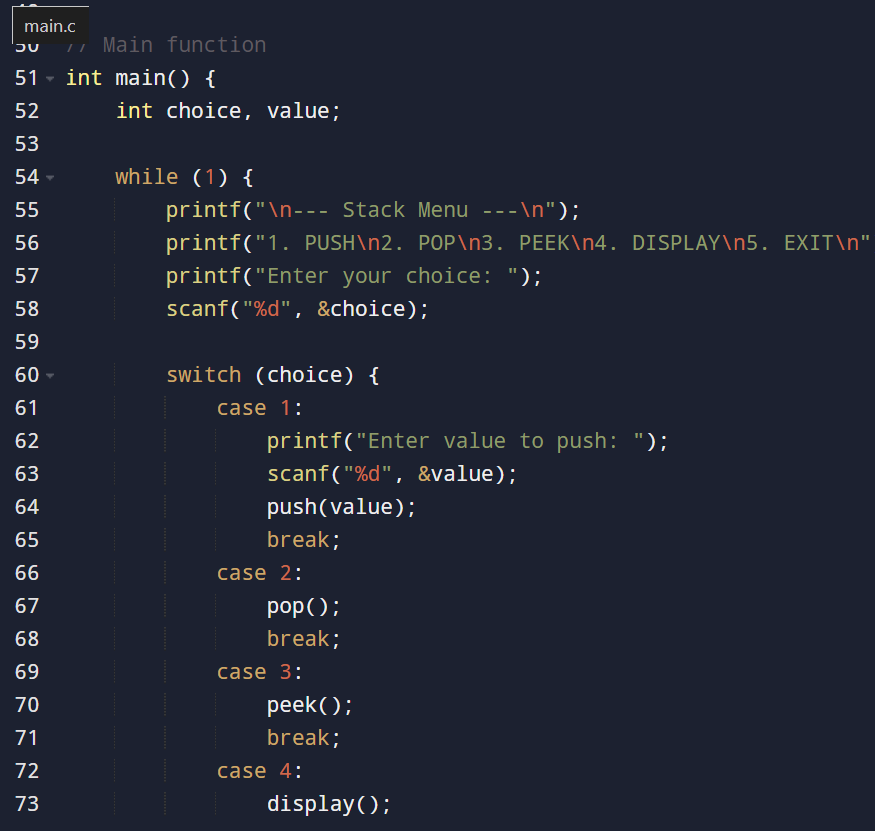 main.c
50 // Main function
51 int main() {
52     int choice, value;
53
54     while (1) {
55         printf("\n--- Stack Menu ---\n");
56         printf("1. PUSH\n2. POP\n3. PEEK\n4. DISPLAY\n5. EXIT\n"
57         printf("Enter your choice: ");
58         scanf("%d", &choice);
59
60         switch (choice) {
61             case 1:
62                 printf("Enter value to push: ");
63                 scanf("%d", &value);
64                 push(value);
65                 break;
66             case 2:
67                 pop();
68                 break;
69             case 3:
70                 peek();
71                 break;
72             case 4:
73                 display();